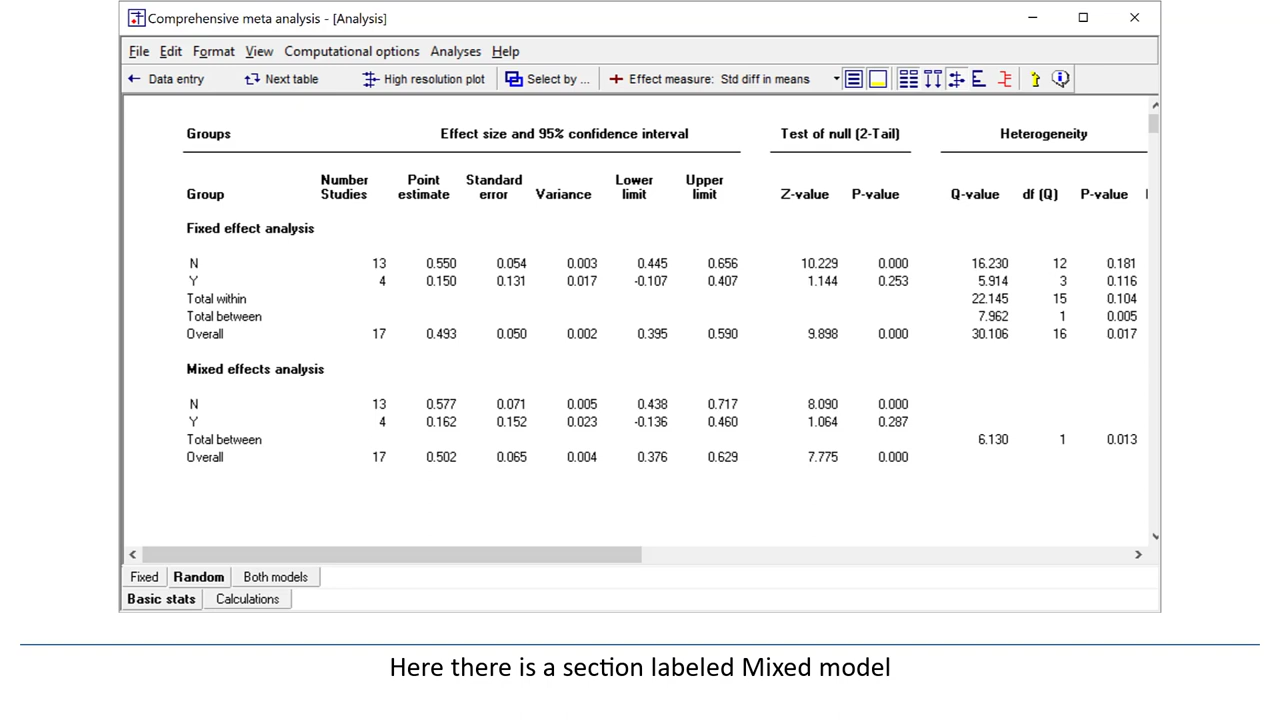 Comprehensive meta analysis - [Analysis]
File Edit Format View Computational options Analyses Help
Data entry Next table High resolution plot Select by ... Effect measure: Std diff in means
Groups Effect size and 95% confidence interval Test of null (2-Tail) Heterogeneity
Number Point Standard Lower Upper
Group Studies estimate error Variance limit limit Z-value P-value Q-value df (Q) P-value
Fixed effect analysis
N 13 0.550 0.054 0.003 0.445 0.656 10.229 0.000 16.230 12 0.181
Y 4 0.150 0.131 0.017 -0.107 0.407 1.144 0.253 5.914 3 0.116
Total within 22.145 15 0.104
Total between 7.962 1 0.005
Overall 17 0.493 0.050 0.002 0.395 0.590 9.898 0.000 30.106 16 0.017
Mixed effects analysis
N 13 0.577 0.071 0.005 0.438 0.717 8.090 0.000
Y 4 0.162 0.152 0.023 -0.136 0.460 1.064 0.287
Total between 6.130 1 0.013
Overall 17 0.502 0.065 0.004 0.376 0.629 7.775 0.000
Fixed Random Both models
Basic stats Calculations
Here there is a section labeled Mixed model